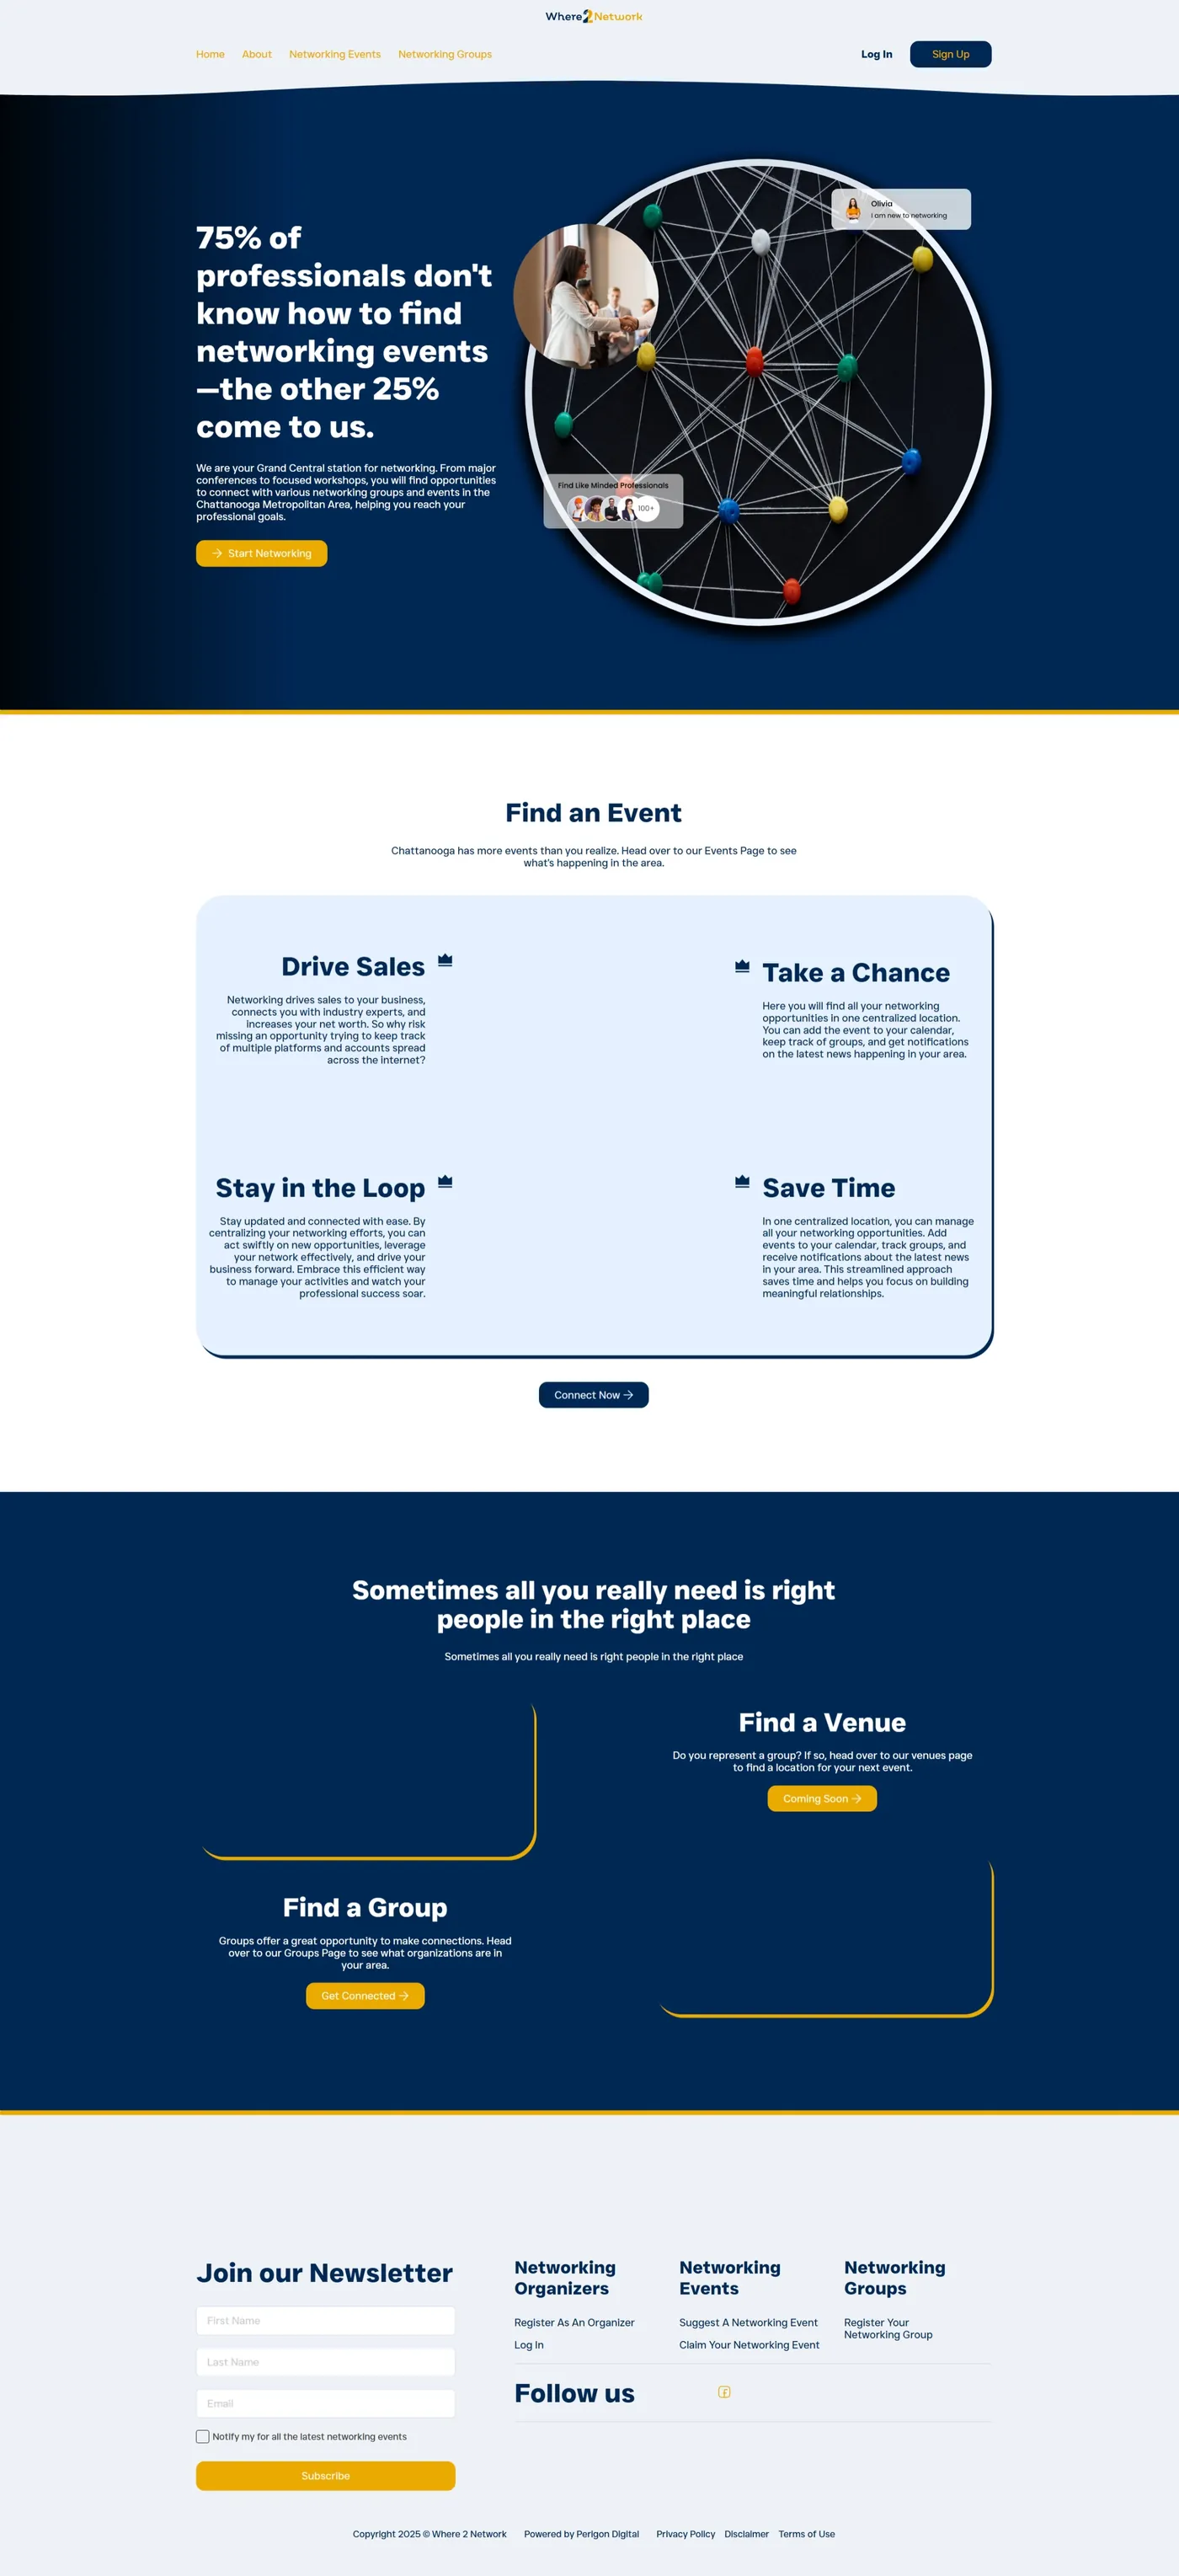 Where2Network
Home About Networking Events Networking Groups Log In Sign Up
75% of
professionals don't
know how to find
networking events
—the other 25%
come to us.
We are your Grand Central station for networking. From major
conferences to focused workshops, you will find opportunities
to connect with various networking groups and events in the
Chattanooga Metropolitan Area, helping you reach your
professional goals.
Start Networking
Olivia
I am new to networking
Find Like Minded Professionals
100+
Find an Event
Chattanooga has more events than you realize. Head over to our Events Page to see
what's happening in the area.
Drive Sales
Networking drives sales to your business,
connects you with industry experts, and
increases your net worth. So why risk
missing an opportunity trying to keep track
of multiple platforms and accounts spread
across the internet?
Take a Chance
Here you will find all your networking
opportunities in one centralized location.
You can add the event to your calendar,
keep track of groups, and get notifications
on the latest news happening in your area.
Stay in the Loop
Stay updated and connected with ease. By
centralizing your networking efforts, you can
act swiftly on new opportunities, leverage
your network effectively, and drive your
business forward. Embrace this efficient way
to manage your activities and watch your
professional success soar.
Save Time
In one centralized location, you can manage
all your networking opportunities. Add
events to your calendar, track groups, and
receive notifications about the latest news
in your area. This streamlined approach
saves time and helps you focus on building
meaningful relationships.
Connect Now
Sometimes all you really need is right
people in the right place
Sometimes all you really need is right people in the right place
Find a Venue
Do you represent a group? If so, head over to our venues page
to find a location for your next event.
Coming Soon
Find a Group
Groups offer a great opportunity to make connections. Head
over to our Groups Page to see what organizations are in
your area.
Get Connected
Join our Newsletter
First Name
Last Name
Email
Notify my for all the latest networking events
Subscribe
Networking
Organizers
Register As An Organizer
Log In
Networking
Events
Suggest A Networking Event
Claim Your Networking Event
Networking
Groups
Register Your
Networking Group
Follow us
Copyright 2025 © Where 2 Network Powered by Perigon Digital Privacy Policy Disclaimer Terms of Use